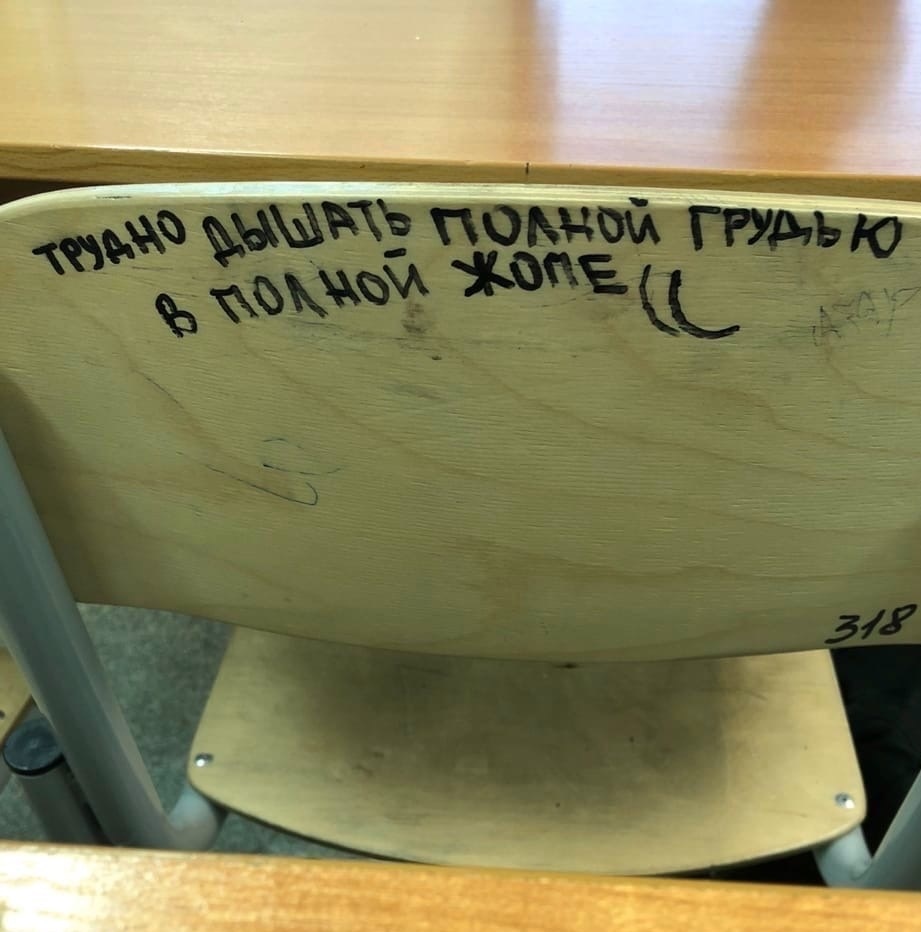 ТРУДНО ДЫШАТЬ ПОЛНОЙ ГРУДЬЮ
В ПОЛНОЙ ЖОПЕ((
318